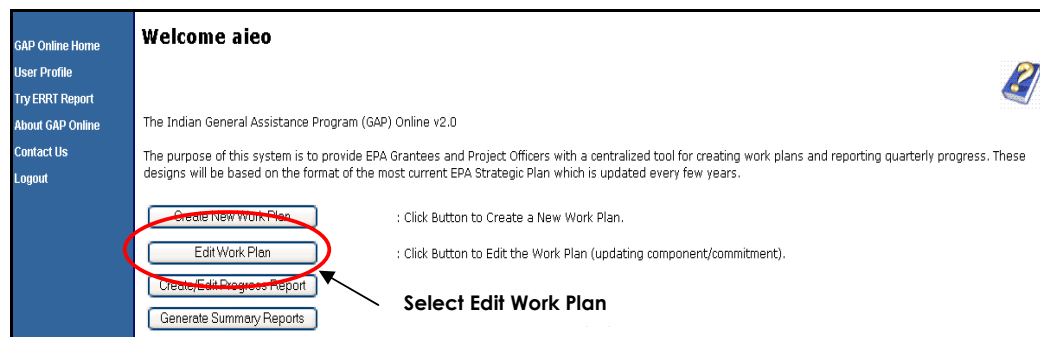 GAP Online Home
User Profile
Try ERRT Report
About GAP Online
Contact Us
Logout
Welcome aieo
The Indian General Assistance Program (GAP) Online v2.0
The purpose of this system is to provide EPA Grantees and Project Officers with a centralized tool for creating work plans and reporting quarterly progress. These
designs will be based on the format of the most current EPA Strategic Plan which is updated every few years.
Create New Work Plan : Click Button to Create a New Work Plan.
Edit Work Plan : Click Button to Edit the Work Plan (updating component/commitment).
Create/Edit Progress Report
Select Edit Work Plan
Generate Summary Reports